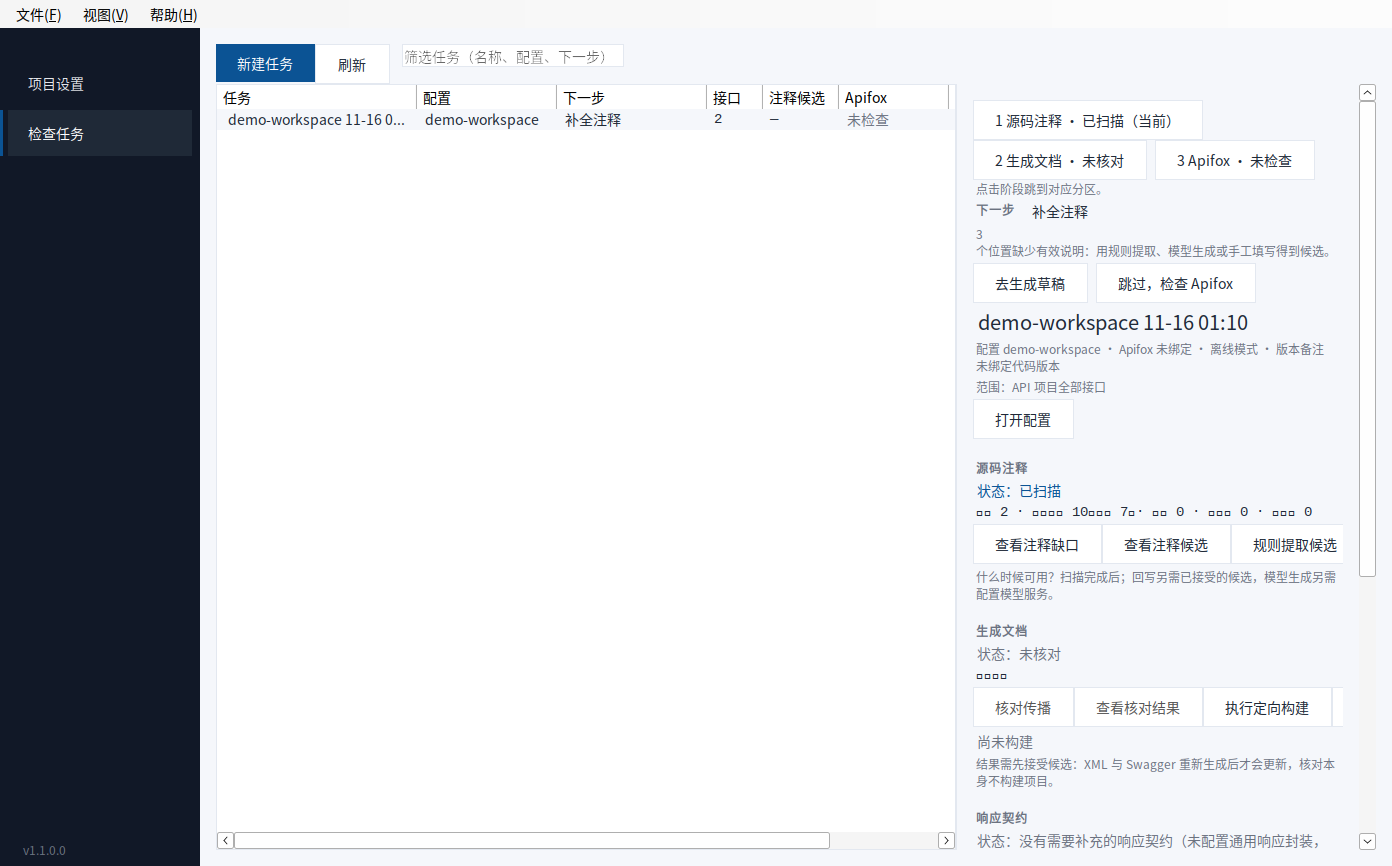 文件(F) 视图(V) 帮助(H)
项目设置
检查任务
v1.1.0.0
新建任务 刷新 筛选任务（名称、配置、下一步）
任务 配置 下一步 接口 注释候选 Apifox
demo-workspace 11-16 0... demo-workspace 补全注释 2 — 未检查
1 源码注释 · 已扫描（当前）
2 生成文档 · 未核对 3 Apifox · 未检查
点击阶段跳到对应分区。
下一步 补全注释
3
个位置缺少有效说明：用规则提取、模型生成或手工填写得到候选。
去生成草稿 跳过，检查 Apifox
demo-workspace 11-16 01:10
配置 demo-workspace · Apifox 未绑定 · 离线模式 · 版本备注
未绑定代码版本
范围：API 项目全部接口
打开配置
源码注释
状态：已扫描
2 · 10 7 · 0 · 0 · 0
查看注释缺口 查看注释候选 规则提取候选
什么时候可用？扫描完成后；回写另需已接受的候选，模型生成另需
配置模型服务。
生成文档
状态：未核对
核对传播 查看核对结果 执行定向构建
尚未构建
结果需先接受候选：XML 与 Swagger 重新生成后才会更新，核对本
身不构建项目。
响应契约
状态：没有需要补充的响应契约（未配置通用响应封装，